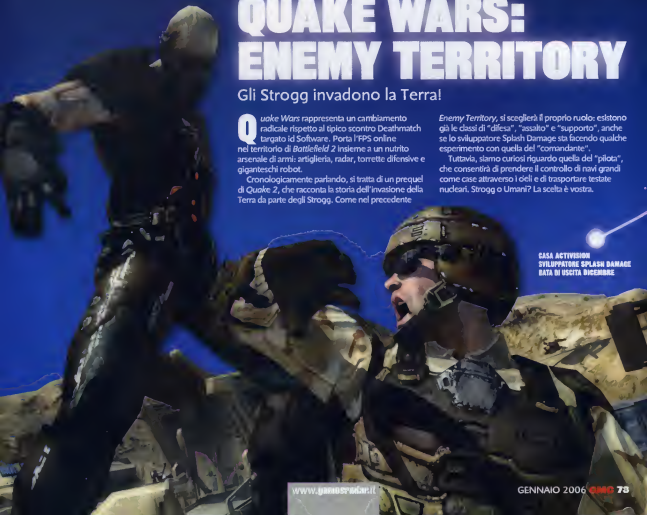 QUAKE WARS:
ENEMY TERRITORY
Gli Strogg invadono la Terra!
Quake Wars rappresenta un cambiamento
radicale rispetto al tipico scontro Deathmatch
targato id Software. Porta l'FPS online
nel territorio di Battlefield 2 insieme a un nutrito
arsenale di armi: artiglieria, radar, torrette difensive e
giganteschi robot.
Cronologicamente parlando, si tratta di un prequel
di Quake 2, che racconta la storia dell'invasione della
Terra da parte degli Strogg. Come nel precedente
Enemy Territory, si sceglierà il proprio ruolo: esistono
già le classi di "difesa", "assalto" e "supporto", anche
se lo sviluppatore Splash Damage sta facendo qualche
esperimento con quella del "comandante".
Tuttavia, siamo curiosi riguardo quella del "pilota",
che consentirà di prendere il controllo di navi grandi
come case attraverso i cieli e di trasportare testate
nucleari. Strogg o Umani? La scelta è vostra.
CASA ACTIVISION
SVILUPPATORE SPLASH DAMAGE
DATA DI USCITA DICEMBRE
www.gamesradar.it
GENNAIO 2006 GMC 73